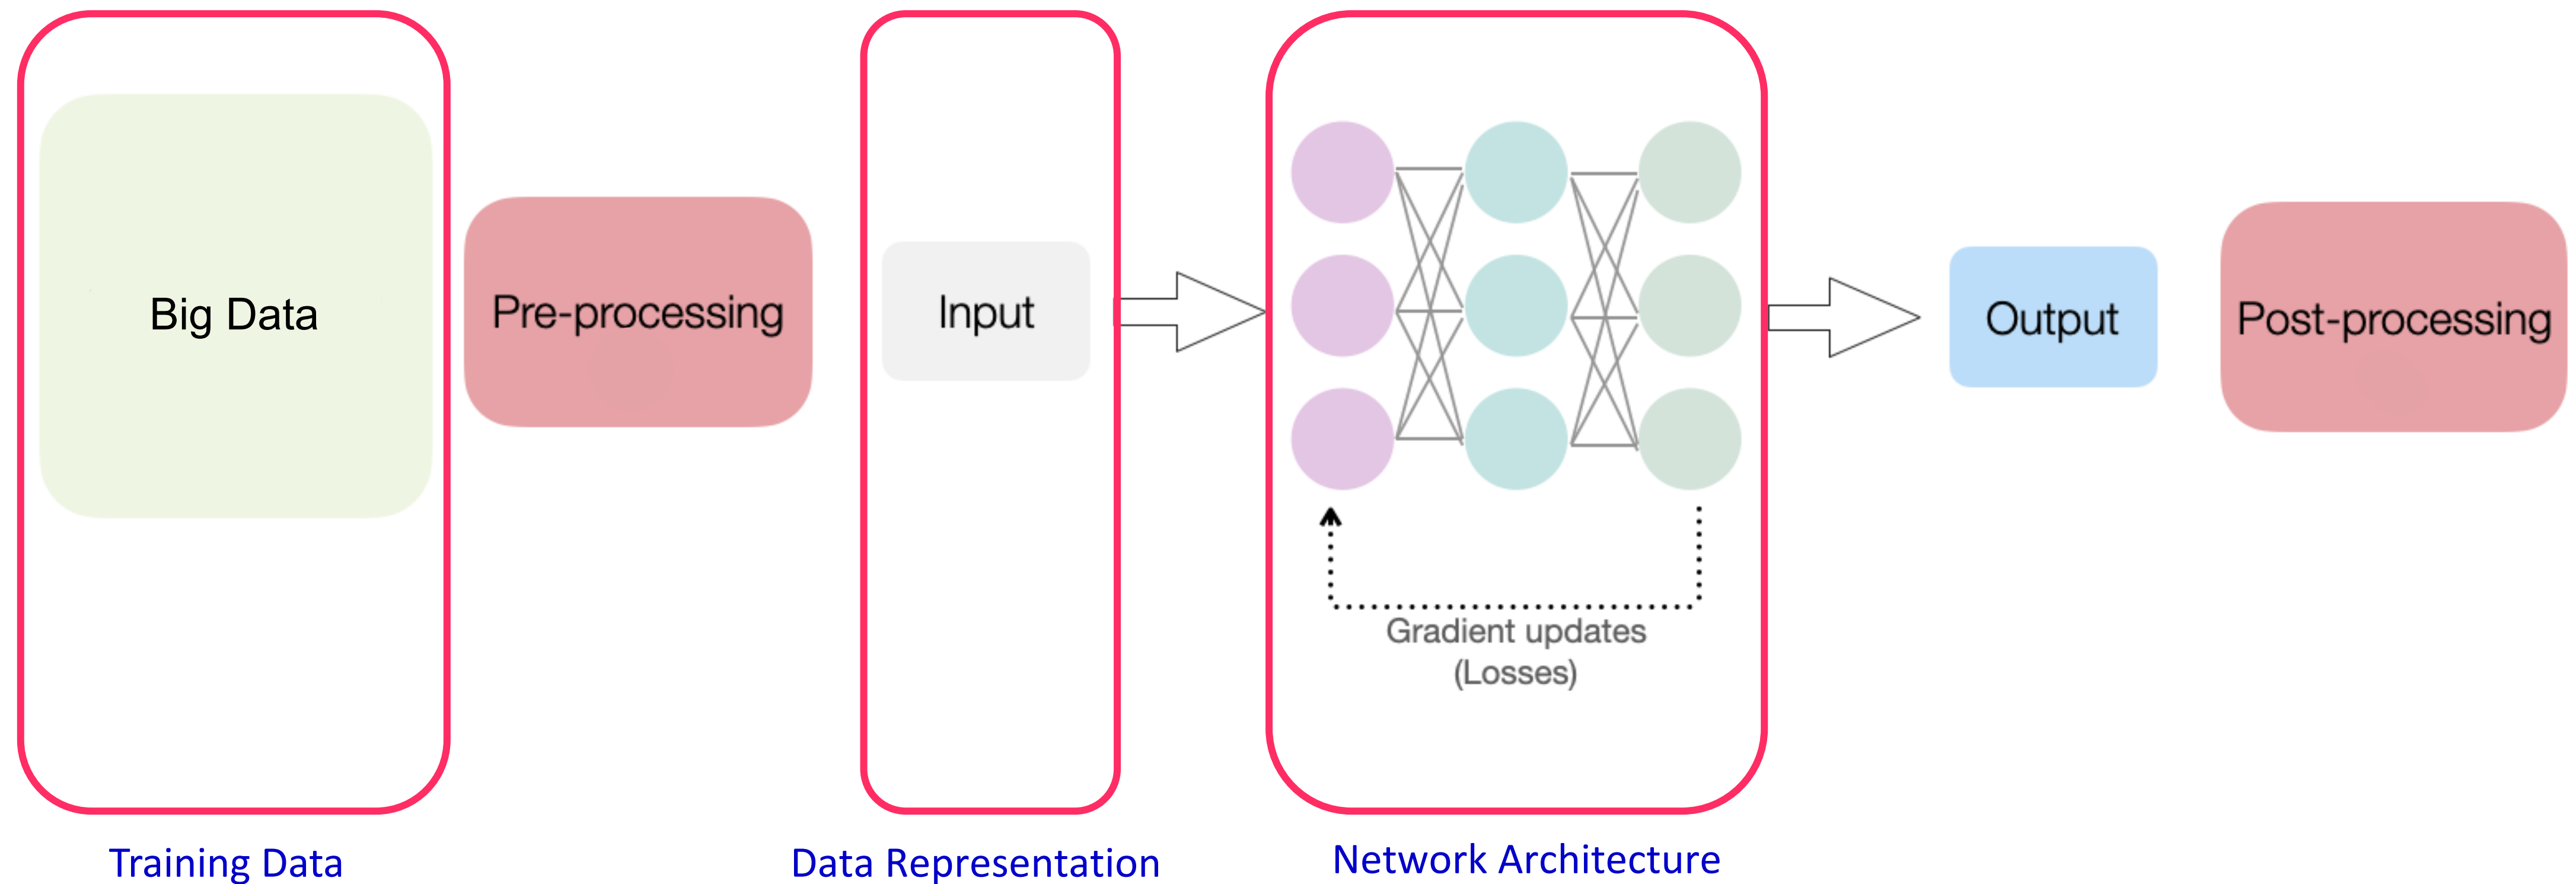 Big Data
Pre-processing
Input
Output
Post-processing
Gradient updates
(Losses)
Training Data
Data Representation
Network Architecture